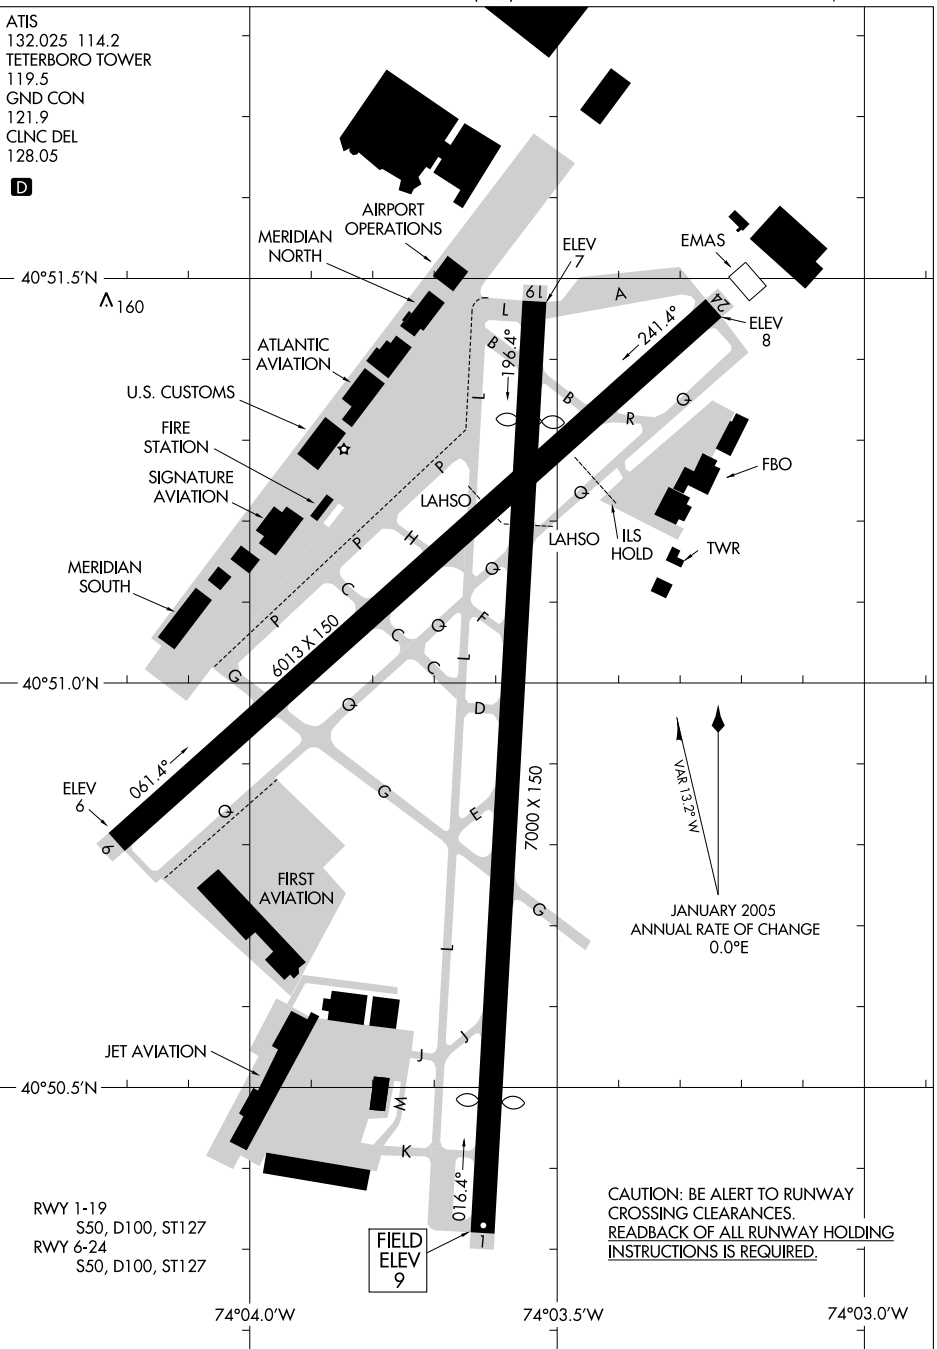 ATIS
132.025 114.2
TETERBORO TOWER
119.5
GND CON
121.9
CLNC DEL
128.05
D
AIRPORT
OPERATIONS
MERIDIAN
NORTH
ELEV
7
EMAS
40°51.5'N
160
19
A
24
L
ELEV
8
196.4°
241.4°
B
ATLANTIC
AVIATION
U.S. CUSTOMS
L
B
Q
R
FIRE
STATION
SIGNATURE
AVIATION
P
FBO
LAHSO
Q
H
P
LAHSO
ILS
HOLD
TWR
MERIDIAN
SOUTH
Q
C
P
F
6013 X 150
C
Q
L
C
G
40°51.0'N
Q
D
VAR 13.2° W
061.4°
ELEV
6
G
Q
E
7000 X 150
6
FIRST
AVIATION
G
JANUARY 2005
ANNUAL RATE OF CHANGE
0.0°E
L
J
JET AVIATION
J
40°50.5'N
M
K
016.4°
RWY 1-19
S50, D100, ST127
RWY 6-24
S50, D100, ST127
FIELD
ELEV
9
1
CAUTION: BE ALERT TO RUNWAY
CROSSING CLEARANCES.
READBACK OF ALL RUNWAY HOLDING
INSTRUCTIONS IS REQUIRED.
74°04.0'W
74°03.5'W
74°03.0'W